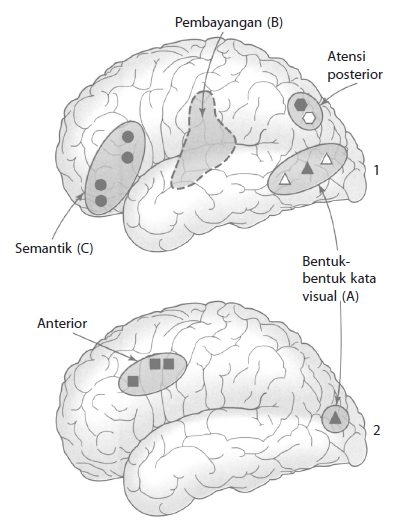 Pembayangan (B)
Atensi
posterior
1
Semantik (C)
Bentuk-
bentuk kata
visual (A)
Anterior
2